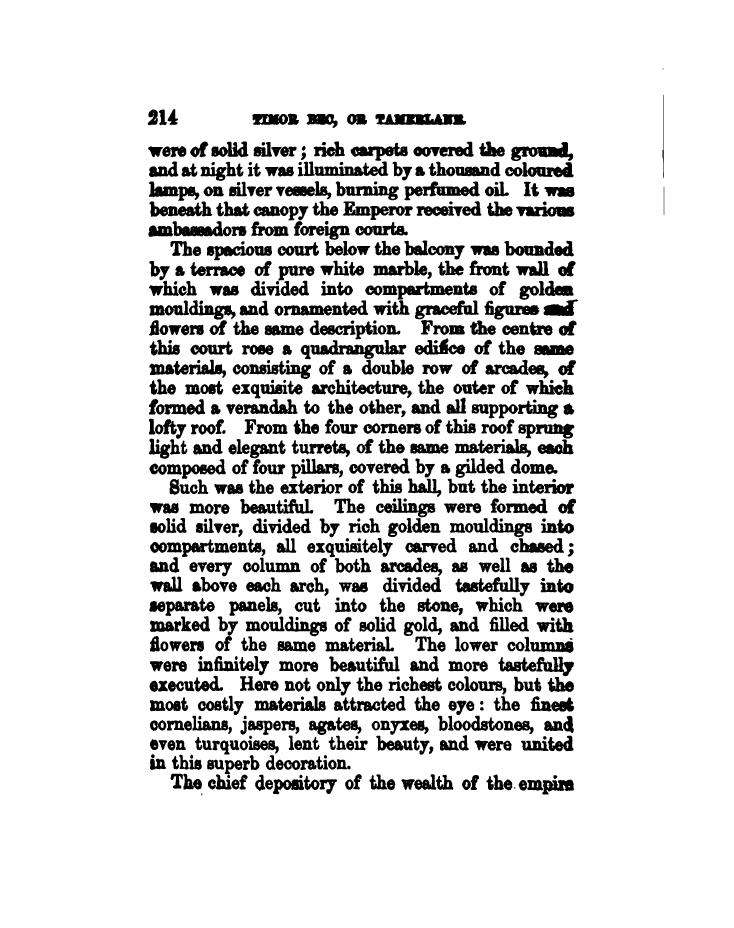 214 TIMOR BEC, OR TAMERLANE.
were of solid silver ; rich carpets covered the ground,
and at night it was illuminated by a thousand coloured
lamps, on silver vessels, burning perfumed oil. It was
beneath that canopy the Emperor received the various
ambassadors from foreign courts.
The spacious court below the balcony was bounded
by a terrace of pure white marble, the front wall of
which was divided into compartments of golden
mouldings, and ornamented with graceful figures and
flowers of the same description. From the centre of
this court rose a quadrangular edifice of the same
materials, consisting of a double row of arcades, of
the most exquisite architecture, the outer of which
formed a verandah to the other, and all supporting a
lofty roof. From the four corners of this roof sprung
light and elegant turrets, of the same materials, each
composed of four pillars, covered by a gilded dome.
Such was the exterior of this hall, but the interior
was more beautiful. The ceilings were formed of
solid silver, divided by rich golden mouldings into
compartments, all exquisitely carved and chased ;
and every column of both arcades, as well as the
wall above each arch, was divided tastefully into
separate panels, cut into the stone, which were
marked by mouldings of solid gold, and filled with
flowers of the same material. The lower columns
were infinitely more beautiful and more tastefully
executed. Here not only the richest colours, but the
most costly materials attracted the eye : the finest
cornelians, jaspers, agates, onyxes, bloodstones, and
even turquoises, lent their beauty, and were united
in this superb decoration.
The chief depository of the wealth of the empire